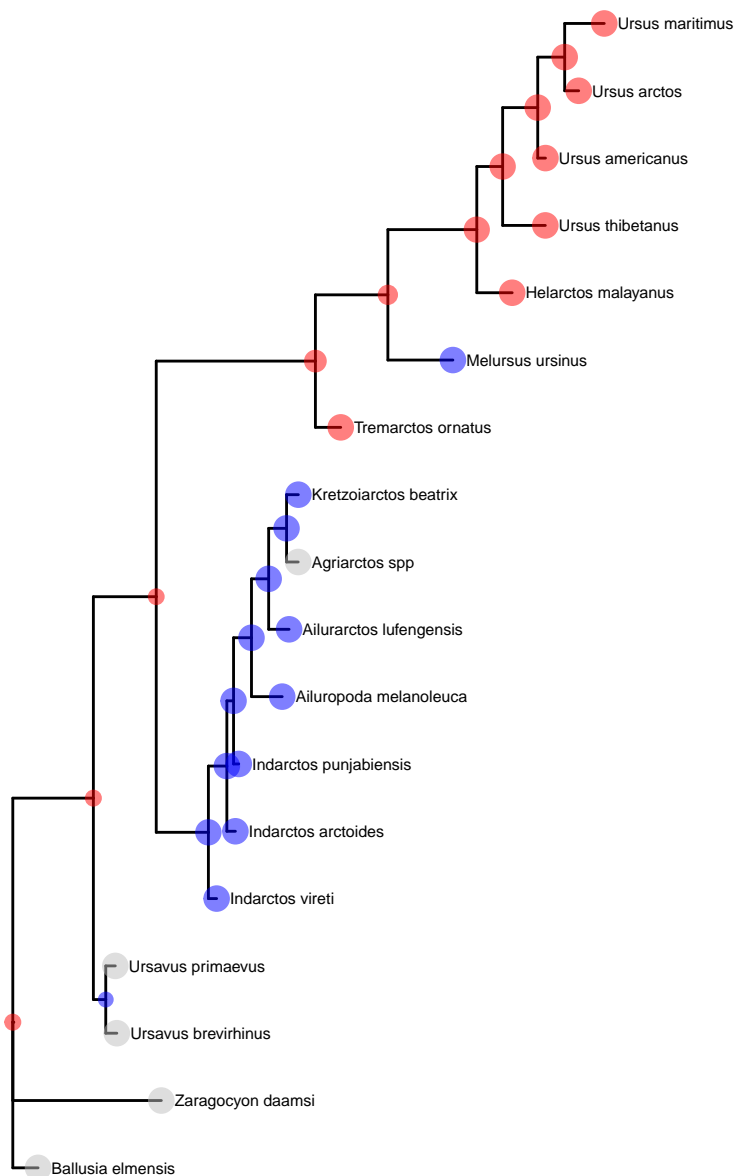 Ursus maritimus
Ursus arctos
Ursus americanus
Ursus thibetanus
Helarctos malayanus
Melursus ursinus
Tremarctos ornatus
Kretzoiarctos beatrix
Agriarctos spp
Ailurarctos lufengensis
Ailuropoda melanoleuca
Indarctos punjabiensis
Indarctos arctoides
Indarctos vireti
Ursavus primaevus
Ursavus brevirhinus
Zaragocyon daamsi
Ballusia elmensis